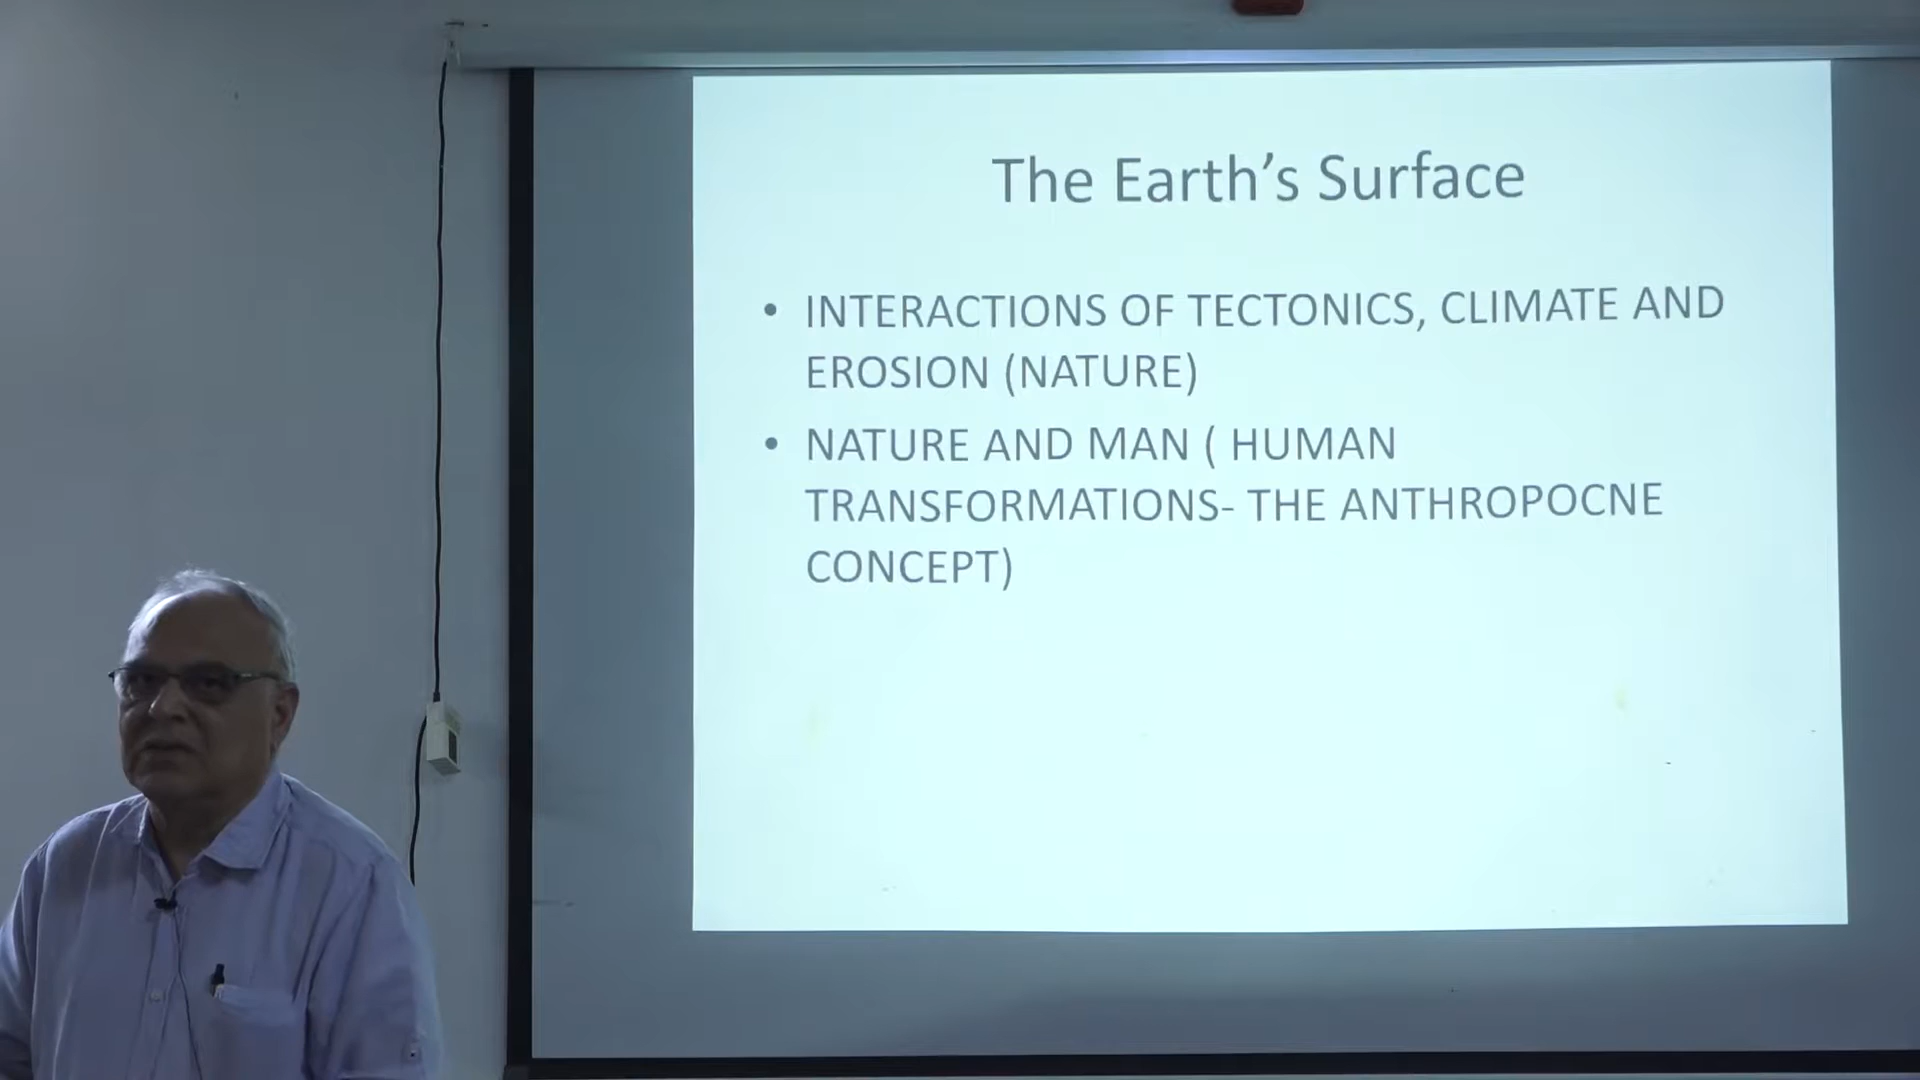 The Earth’s Surface
• INTERACTIONS OF TECTONICS, CLIMATE AND
EROSION (NATURE)
• NATURE AND MAN ( HUMAN
TRANSFORMATIONS- THE ANTHROPOCNE
CONCEPT)